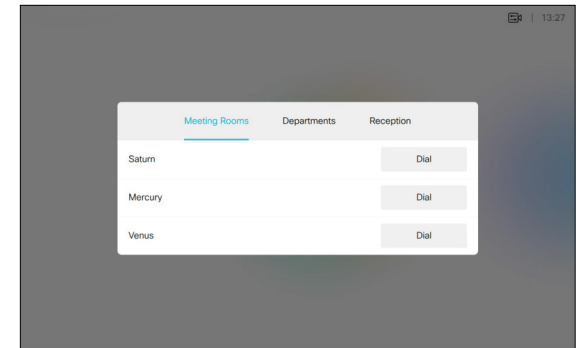 13:27
Meeting Rooms Departments Reception
Saturn Dial
Mercury Dial
Venus Dial